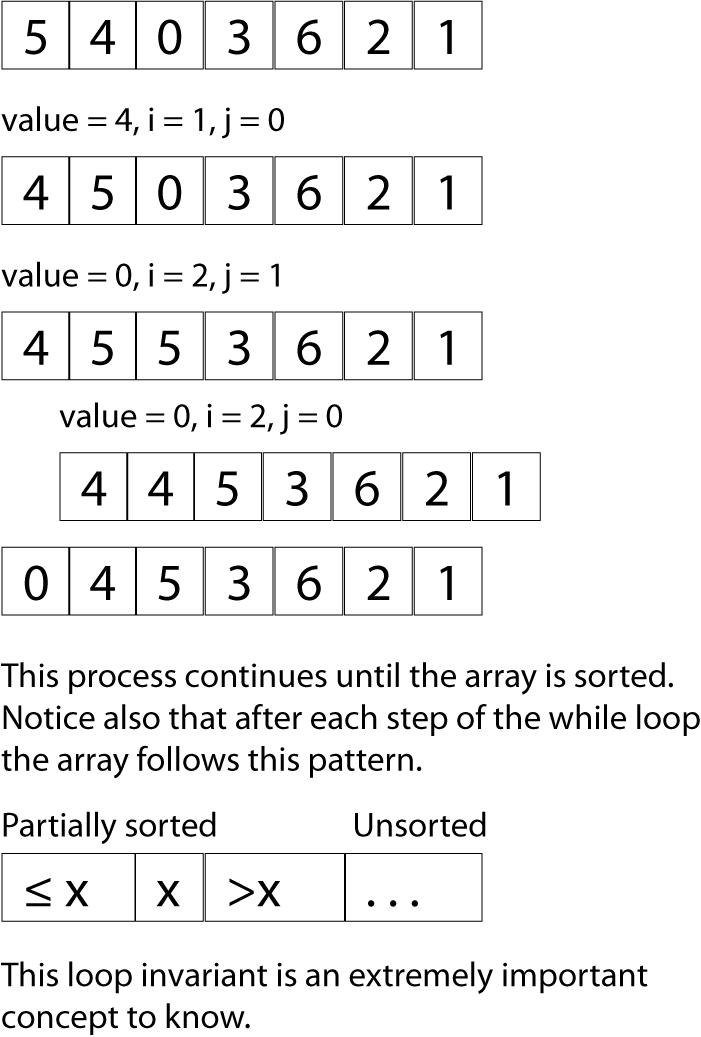 5 4 0 3 6 2 1
value = 4, i = 1, j = 0
4 5 0 3 6 2 1
value = 0, i = 2, j = 1
4 5 5 3 6 2 1
value = 0, i = 2, j = 0
4 4 5 3 6 2 1
0 4 5 3 6 2 1
This process continues until the array is sorted.
Notice also that after each step of the while loop
the array follows this pattern.
Partially sorted Unsorted
≤ x x >x . . .
This loop invariant is an extremely important
concept to know.